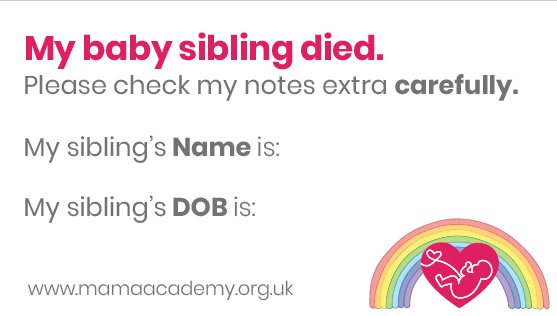 My baby sibling died.
Please check my notes extra carefully.
My sibling's Name is:
My sibling's DOB is:
www.mamaacademy.org.uk